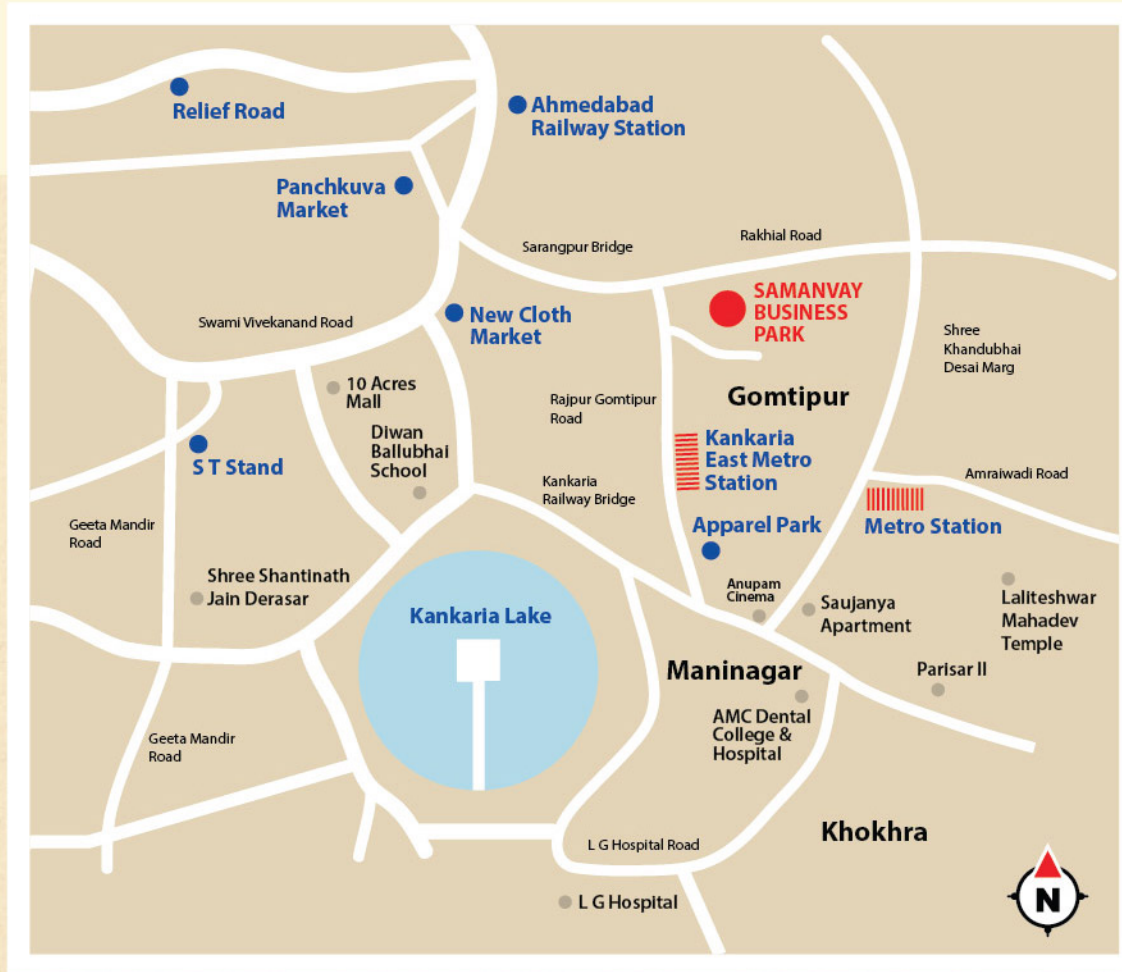 Relief Road
Ahmedabad
Railway Station
Panchkuva
Market
Sarangpur Bridge
Rakhial Road
SAMANVAY
BUSINESS
PARK
New Cloth
Market
Swami Vivekanand Road
Shree
Khandubhai
Desai Marg
10 Acres
Mall
Rajpur Gomtipur
Road
Gomtipur
Diwan
Ballubhai
School
Kankaria
East Metro
Station
S T Stand
Kankaria
Railway Bridge
Amraiwadi Road
Geeta Mandir
Road
Apparel Park
Metro Station
Shree Shantinath
Jain Derasar
Kankaria Lake
Anupam
Cinema
Saujanya
Apartment
Laliteshwar
Mahadev
Temple
Maninagar
Parisar II
AMC Dental
College &
Hospital
Geeta Mandir
Road
Khokhra
L G Hospital Road
L G Hospital
N